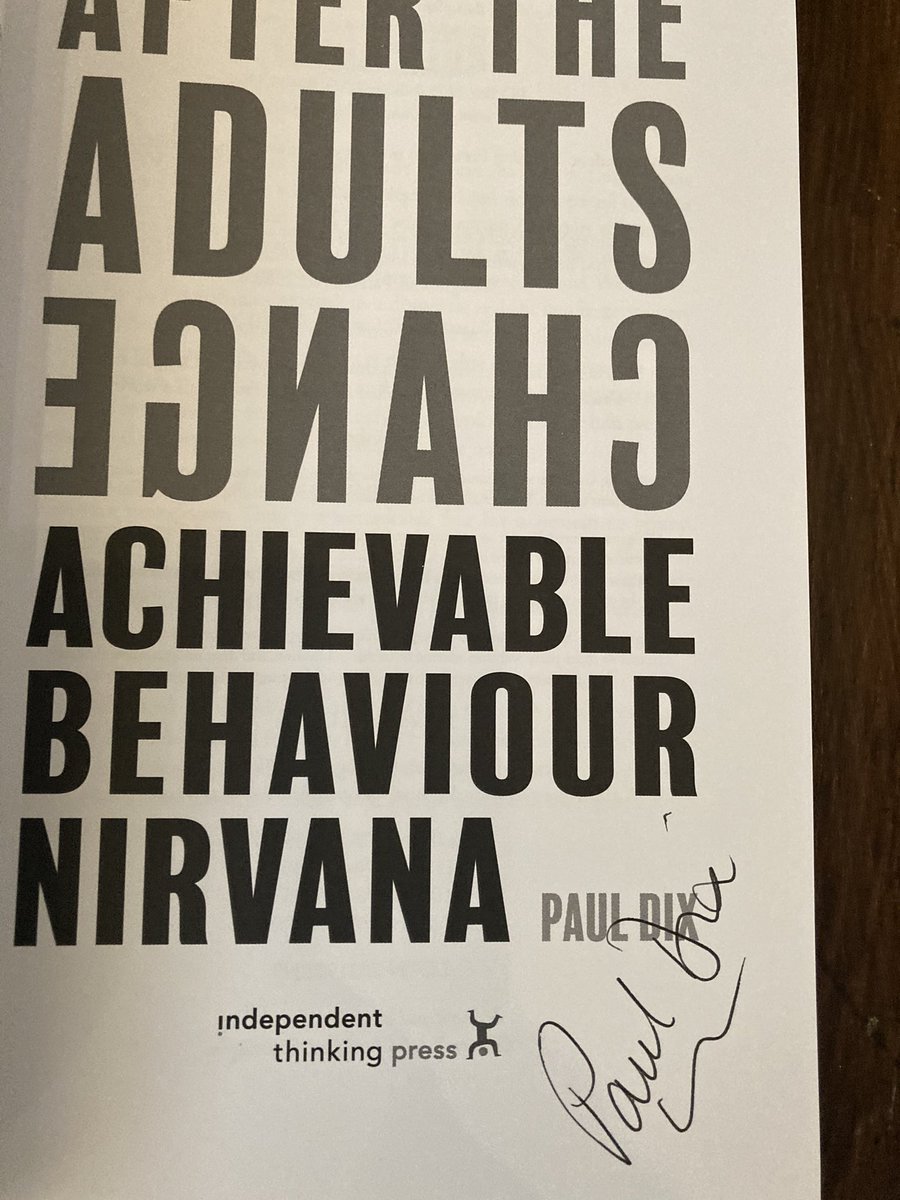 AFTER THE
ADULTS
CHANGE
ACHIEVABLE
BEHAVIOUR
NIRVANA
PAUL DIX
independent
thinking press
Paul Dix